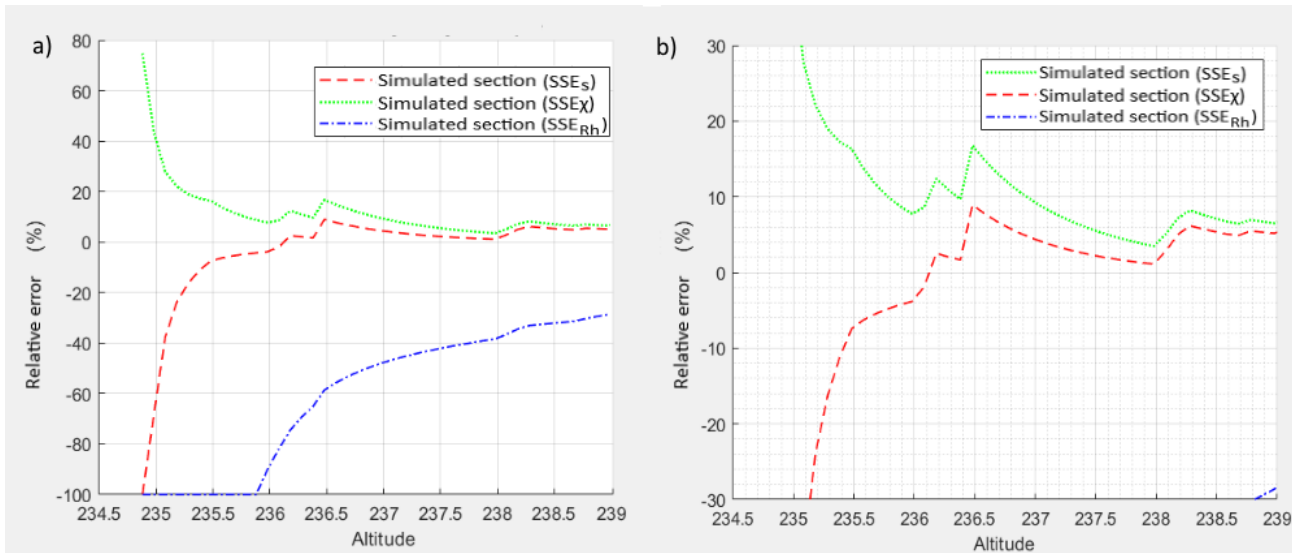 a)
80
60
40
20
0
-20
-40
-60
-80
-100
Relative error (%)
234.5 235 235.5 236 236.5 237 237.5 238 238.5 239
Altitude
Simulated section (SSEs)
Simulated section (SSEχ)
Simulated section (SSERh)
b)
30
20
10
0
-10
-20
-30
Relative error (%)
234.5 235 235.5 236 236.5 237 237.5 238 238.5 239
Altitude
Simulated section (SSEs)
Simulated section (SSEχ)
Simulated section (SSERh)